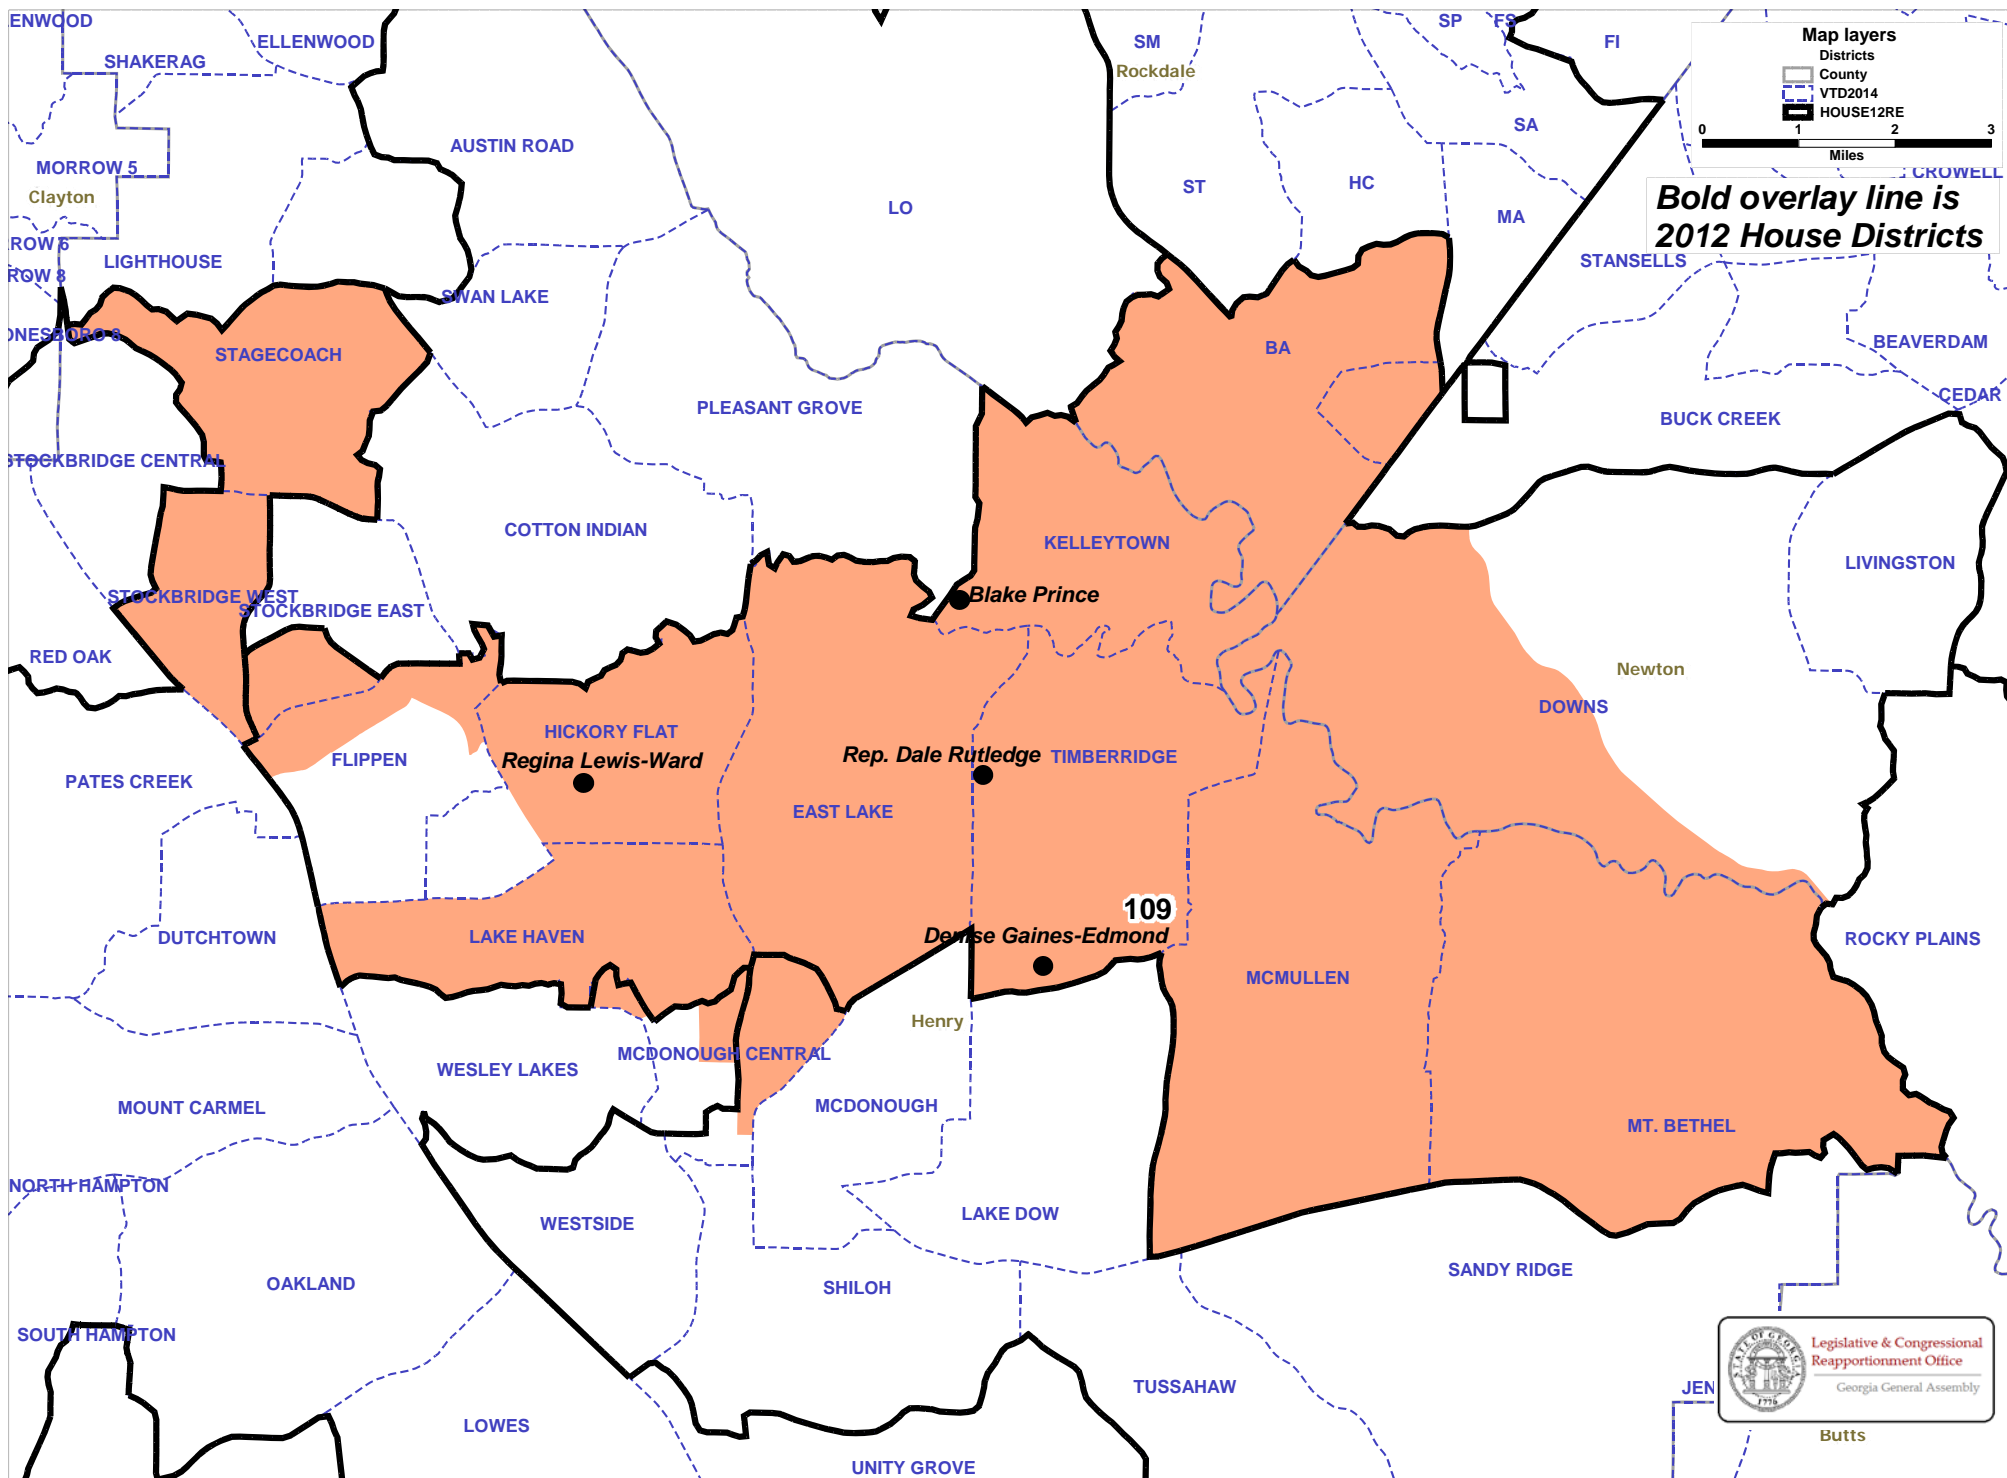 ENWOOD
ELLENWOOD
SHAKERAG
SM
Rockdale
SP
FS
FI
Map layers
Districts
County
VTD2014
HOUSE12RE
0 1 2 3
Miles
AUSTIN ROAD
SA
MORROW 5
Clayton
ST
HC
CROWELL
Bold overlay line is
2012 House Districts
LO
MA
ROW 6
LIGHTHOUSE
STANSELLS
ROW 8
SWAN LAKE
ONESBORO 6
STAGECOACH
BA
BEAVERDAM
CEDAR
PLEASANT GROVE
BUCK CREEK
STOCKBRIDGE CENTRAL
COTTON INDIAN
KELLEYTOWN
LIVINGSTON
STOCKBRIDGE WEST
Blake Prince
STOCKBRIDGE EAST
RED OAK
Newton
DOWNS
HICKORY FLAT
Regina Lewis-Ward
Rep. Dale Rutledge
TIMBERRIDGE
FLIPPEN
PATES CREEK
EAST LAKE
109
DUTCHTOWN
LAKE HAVEN
Denise Gaines-Edmond
ROCKY PLAINS
MCMULLEN
Henry
MCDONOUGH CENTRAL
WESLEY LAKES
MOUNT CARMEL
MCDONOUGH
MT. BETHEL
NORTH HAMPTON
WESTSIDE
LAKE DOW
SANDY RIDGE
OAKLAND
SHILOH
SOUTH HAMPTON
STATE OF GEORGIA
1776
Legislative & Congressional
Reapportionment Office
Georgia General Assembly
TUSSAHAW
JEN
LOWES
Butts
UNITY GROVE